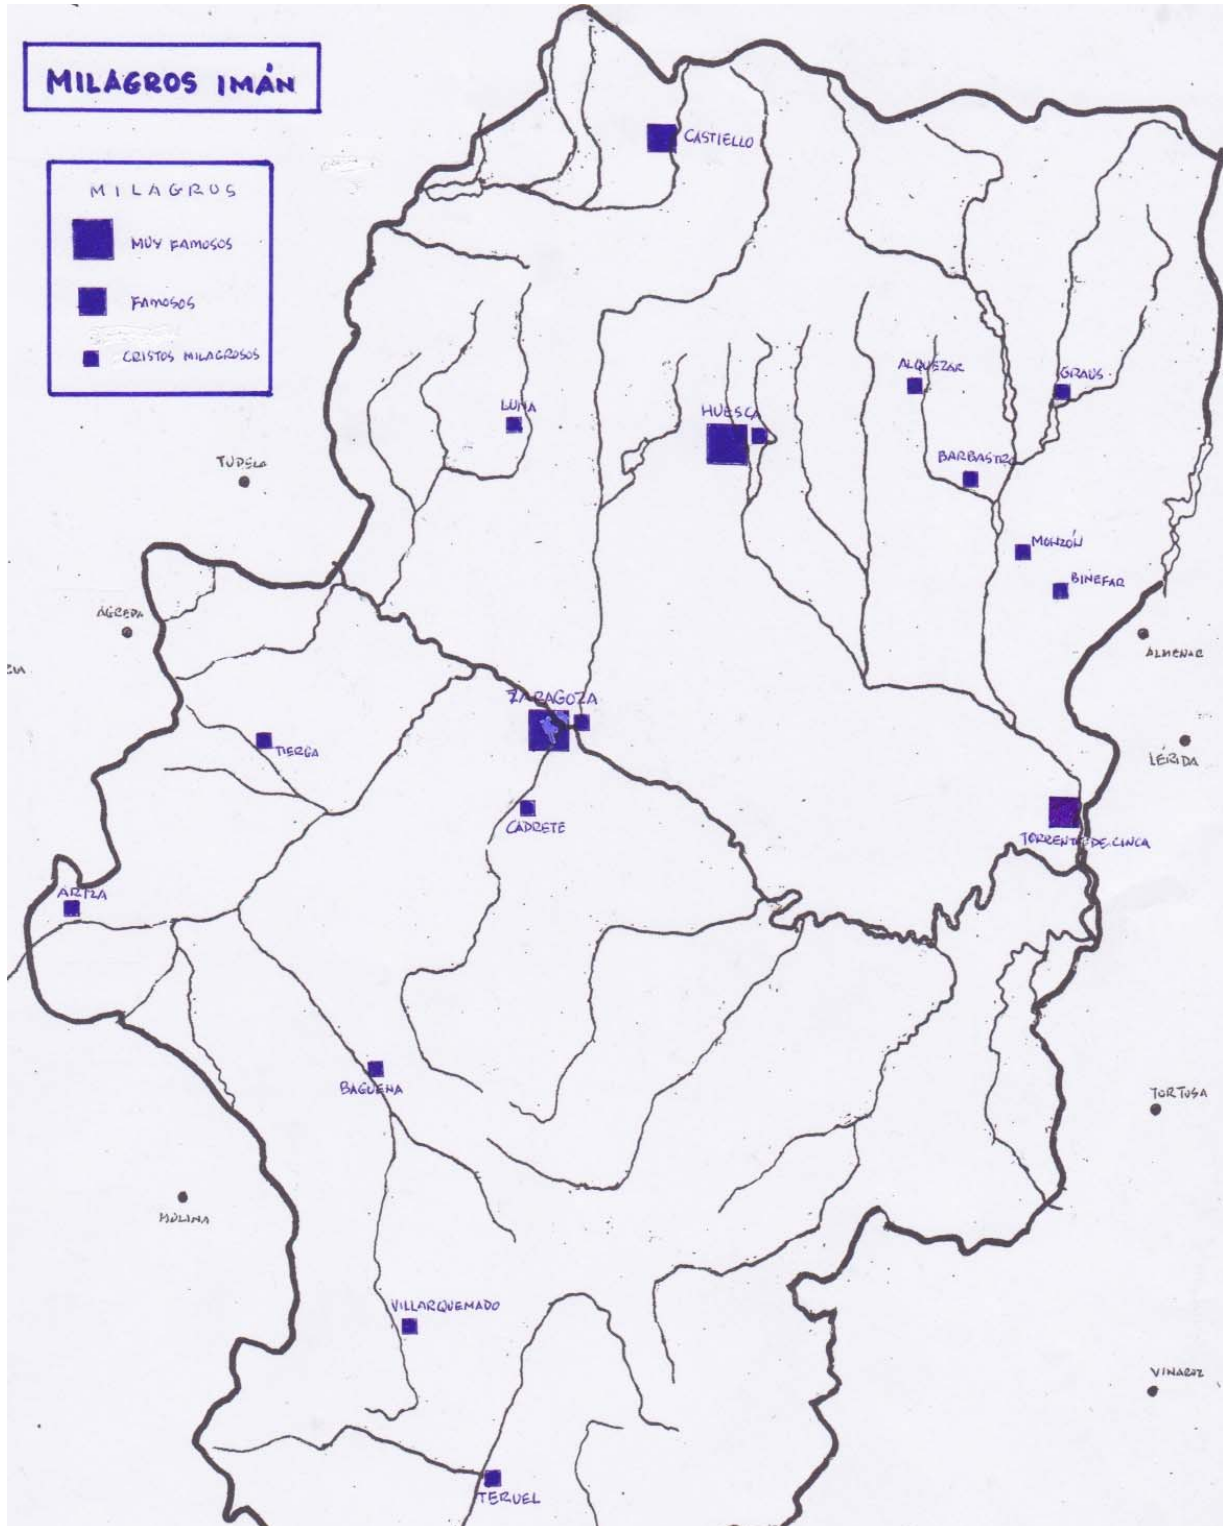 MILAGROS IMÁN
MILAGROS
MUY FAMOSOS
FAMOSOS
CRISTOS MILAGROSOS
CASTIELLO
ALQUEZAR
GRAUS
LUNA
HUESCA
BARBASTRO
TUDELA
MONZÓN
BINEFAR
ÁGREDA
ALMENAR
ZARAGOZA
TIERGA
LÉRIDA
CADRETE
TORRENTE DE CINCA
ARIZA
BAGUENA
TORTOSA
MOLINA
VILLARQUEMADO
VINAROZ
TERUEL